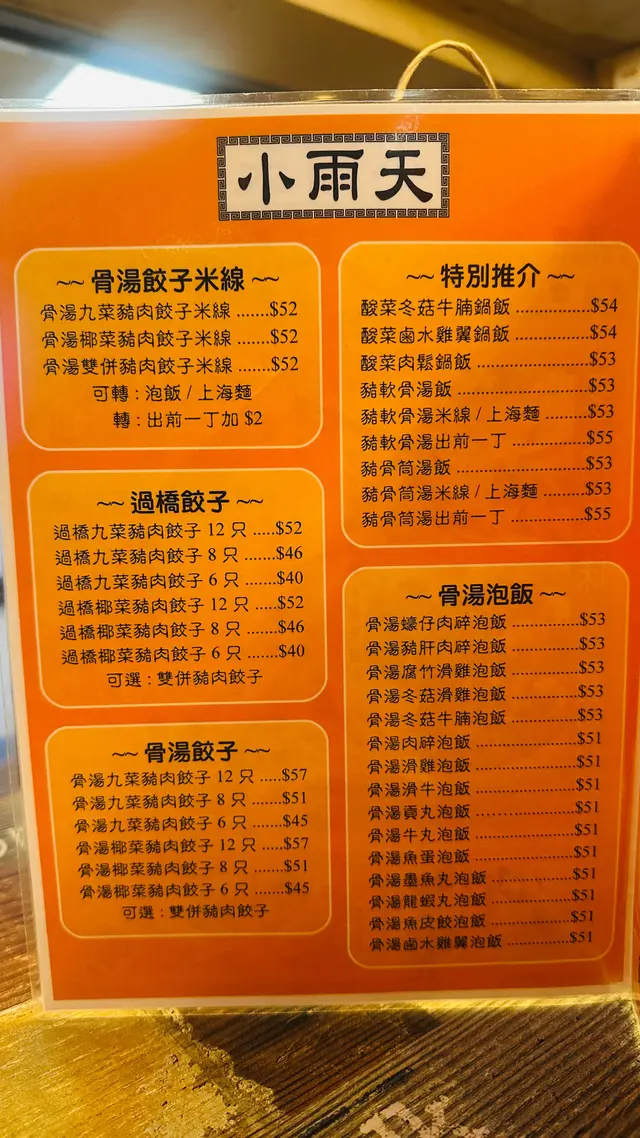 小雨天
~~ 骨湯餃子米線 ~~
骨湯九菜豬肉餃子米線 .......$52
骨湯椰菜豬肉餃子米線 .......$52
骨湯雙併豬肉餃子米線 .......$52
可轉 : 泡飯 / 上海麵
轉 : 出前一丁加 $2
~~ 過橋餃子 ~~
過橋九菜豬肉餃子 12 只 .....$52
過橋九菜豬肉餃子 8 只 .......$46
過橋九菜豬肉餃子 6 只 .......$40
過橋椰菜豬肉餃子 12 只 .....$52
過橋椰菜豬肉餃子 8 只 .......$46
過橋椰菜豬肉餃子 6 只 .......$40
可選 : 雙併豬肉餃子
~~ 骨湯餃子 ~~
骨湯九菜豬肉餃子 12 只 .....$57
骨湯九菜豬肉餃子 8 只 .......$51
骨湯九菜豬肉餃子 6 只 .......$45
骨湯椰菜豬肉餃子 12 只 .....$57
骨湯椰菜豬肉餃子 8 只 .......$51
骨湯椰菜豬肉餃子 6 只 .......$45
可選 : 雙併豬肉餃子
~~ 特別推介 ~~
酸菜冬菇牛腩鍋飯 .................$54
酸菜鹵水雞翼鍋飯 .................$54
酸菜肉鬆鍋飯 ........................$53
豬軟骨湯飯 ............................$53
豬軟骨湯米線 / 上海麵 .........$53
豬軟骨湯出前一丁 .................$55
豬骨筒湯飯 ............................$53
豬骨筒湯米線 / 上海麵 .........$53
豬骨筒湯出前一丁 .................$55
~~ 骨湯泡飯 ~~
骨湯蠔仔肉碎泡飯 ................$53
骨湯豬肝肉碎泡飯 ................$53
骨湯腐竹滑雞泡飯 ................$53
骨湯冬菇滑雞泡飯 ................$53
骨湯冬菇牛腩泡飯 ................$53
骨湯肉碎泡飯 ........................$51
骨湯滑雞泡飯 ........................$51
骨湯滑牛泡飯 ........................$51
骨湯貢丸泡飯 ........................$51
骨湯牛丸泡飯 ........................$51
骨湯魚蛋泡飯 ........................$51
骨湯墨魚丸泡飯 ....................$51
骨湯龍蝦丸泡飯 ....................$51
骨湯魚皮餃泡飯 ....................$51
骨湯鹵水雞翼泡飯 ................$51